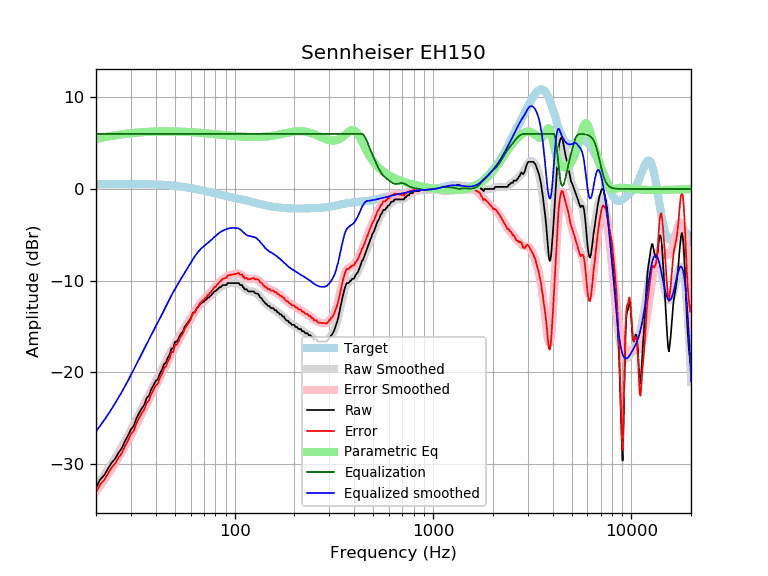 Sennheiser EH150
10
0
−10
−20
−30
Amplitude (dBr)
Target
Raw Smoothed
Error Smoothed
Raw
Error
Parametric Eq
Equalization
Equalized smoothed
100
1000
10000
Frequency (Hz)